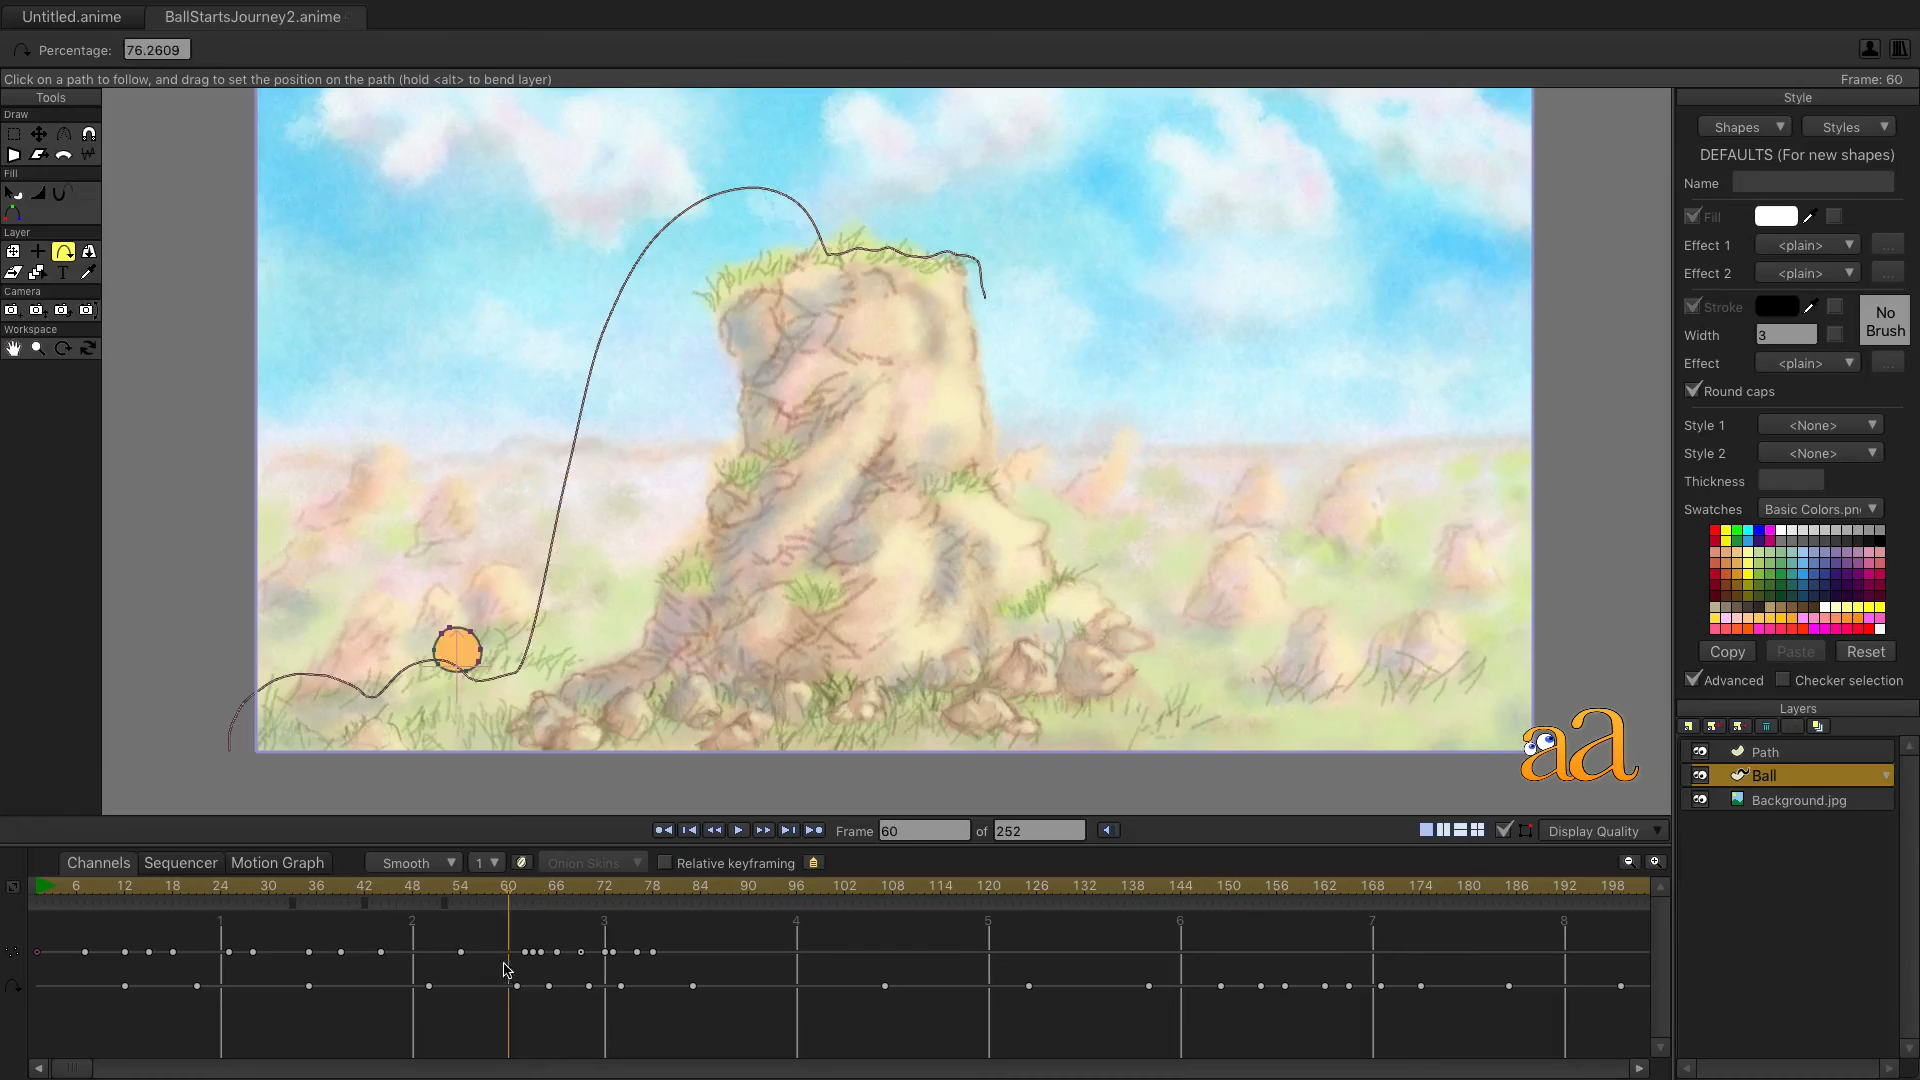 Untitled.anime
BallStartsJourney2.anime
Percentage: 76.2609
Click on a path to follow, and drag to set the position on the path (hold <alt> to bend layer)
Frame: 60
Tools
Draw
Fill
Layer
T
Camera
Workspace
Style
Shapes
Styles
DEFAULTS (For new shapes)
Name
Fill
Effect 1 <plain> ...
Effect 2 <plain> ...
Stroke
No Brush
Width 3
Effect <plain> ...
Round caps
Style 1 <None>
Style 2 <None>
Thickness
Swatches Basic Colors.pn
Copy
Paste
Reset
Advanced
Checker selection
Layers
Path
Ball
Background.jpg
aa
Frame 60 of 252
Display Quality
Channels
Sequencer
Motion Graph
Smooth
1
Onion Skins
Relative keyframing
6 12 18 24 30 36 42 48 54 60 66 72 78 84 90 96 102 108 114 120 126 132 138 144 150 156 162 168 174 180 186 192 198
1 2 3 4 5 6 7 8